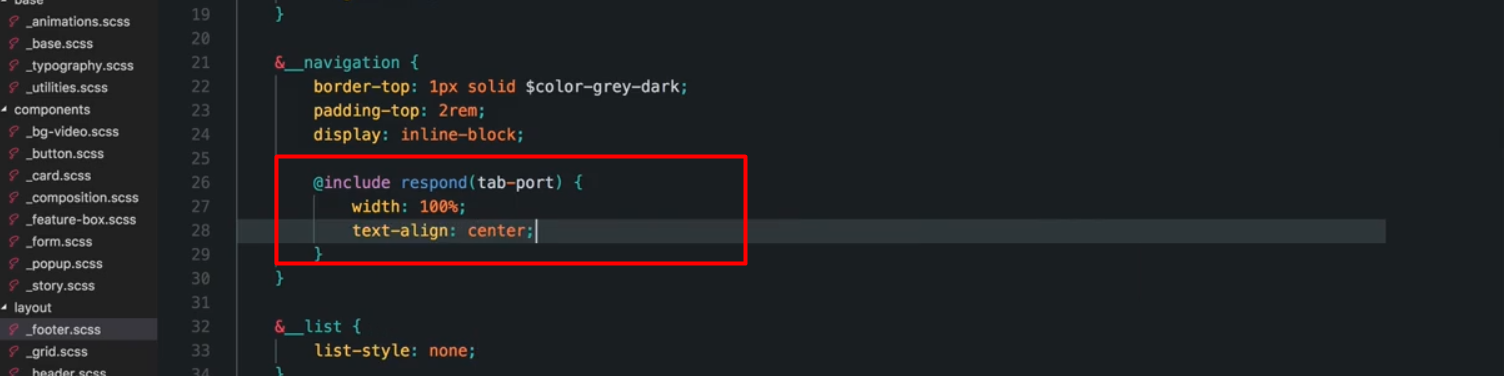 base
_animations.scss
_base.scss
_typography.scss
_utilities.scss
components
_bg-video.scss
_button.scss
_card.scss
_composition.scss
_feature-box.scss
_form.scss
_popup.scss
_story.scss
layout
_footer.scss
_grid.scss
_header.scss
19 }
20
21 &__navigation {
22 border-top: 1px solid $color-grey-dark;
23 padding-top: 2rem;
24 display: inline-block;
25
26 @include respond(tab-port) {
27 width: 100%;
28 text-align: center;
29 }
30 }
31
32 &__list {
33 list-style: none;
34 }